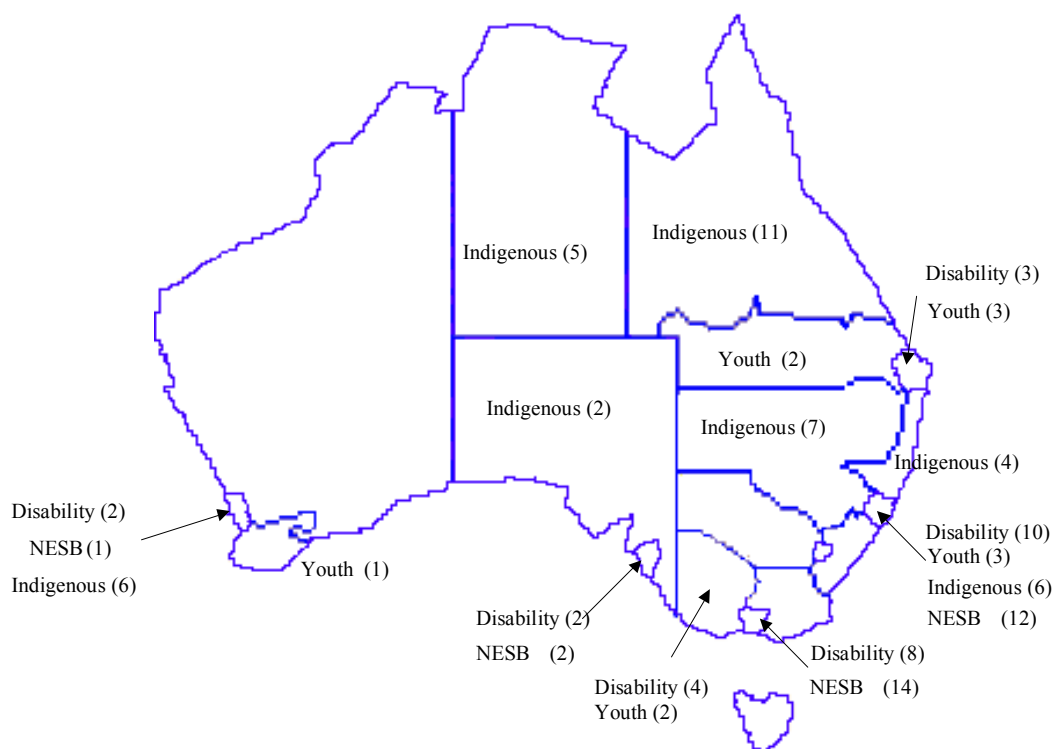 Indigenous (5)
Indigenous (11)
Disability (3)
Youth (3)
Youth (2)
Indigenous (2)
Indigenous (7)
Indigenous (4)
Disability (2)
NESB (1)
Indigenous (6)
Youth (1)
Disability (10)
Youth (3)
Indigenous (6)
NESB (12)
Disability (2)
NESB (2)
Disability (4)
Youth (2)
Disability (8)
NESB (14)